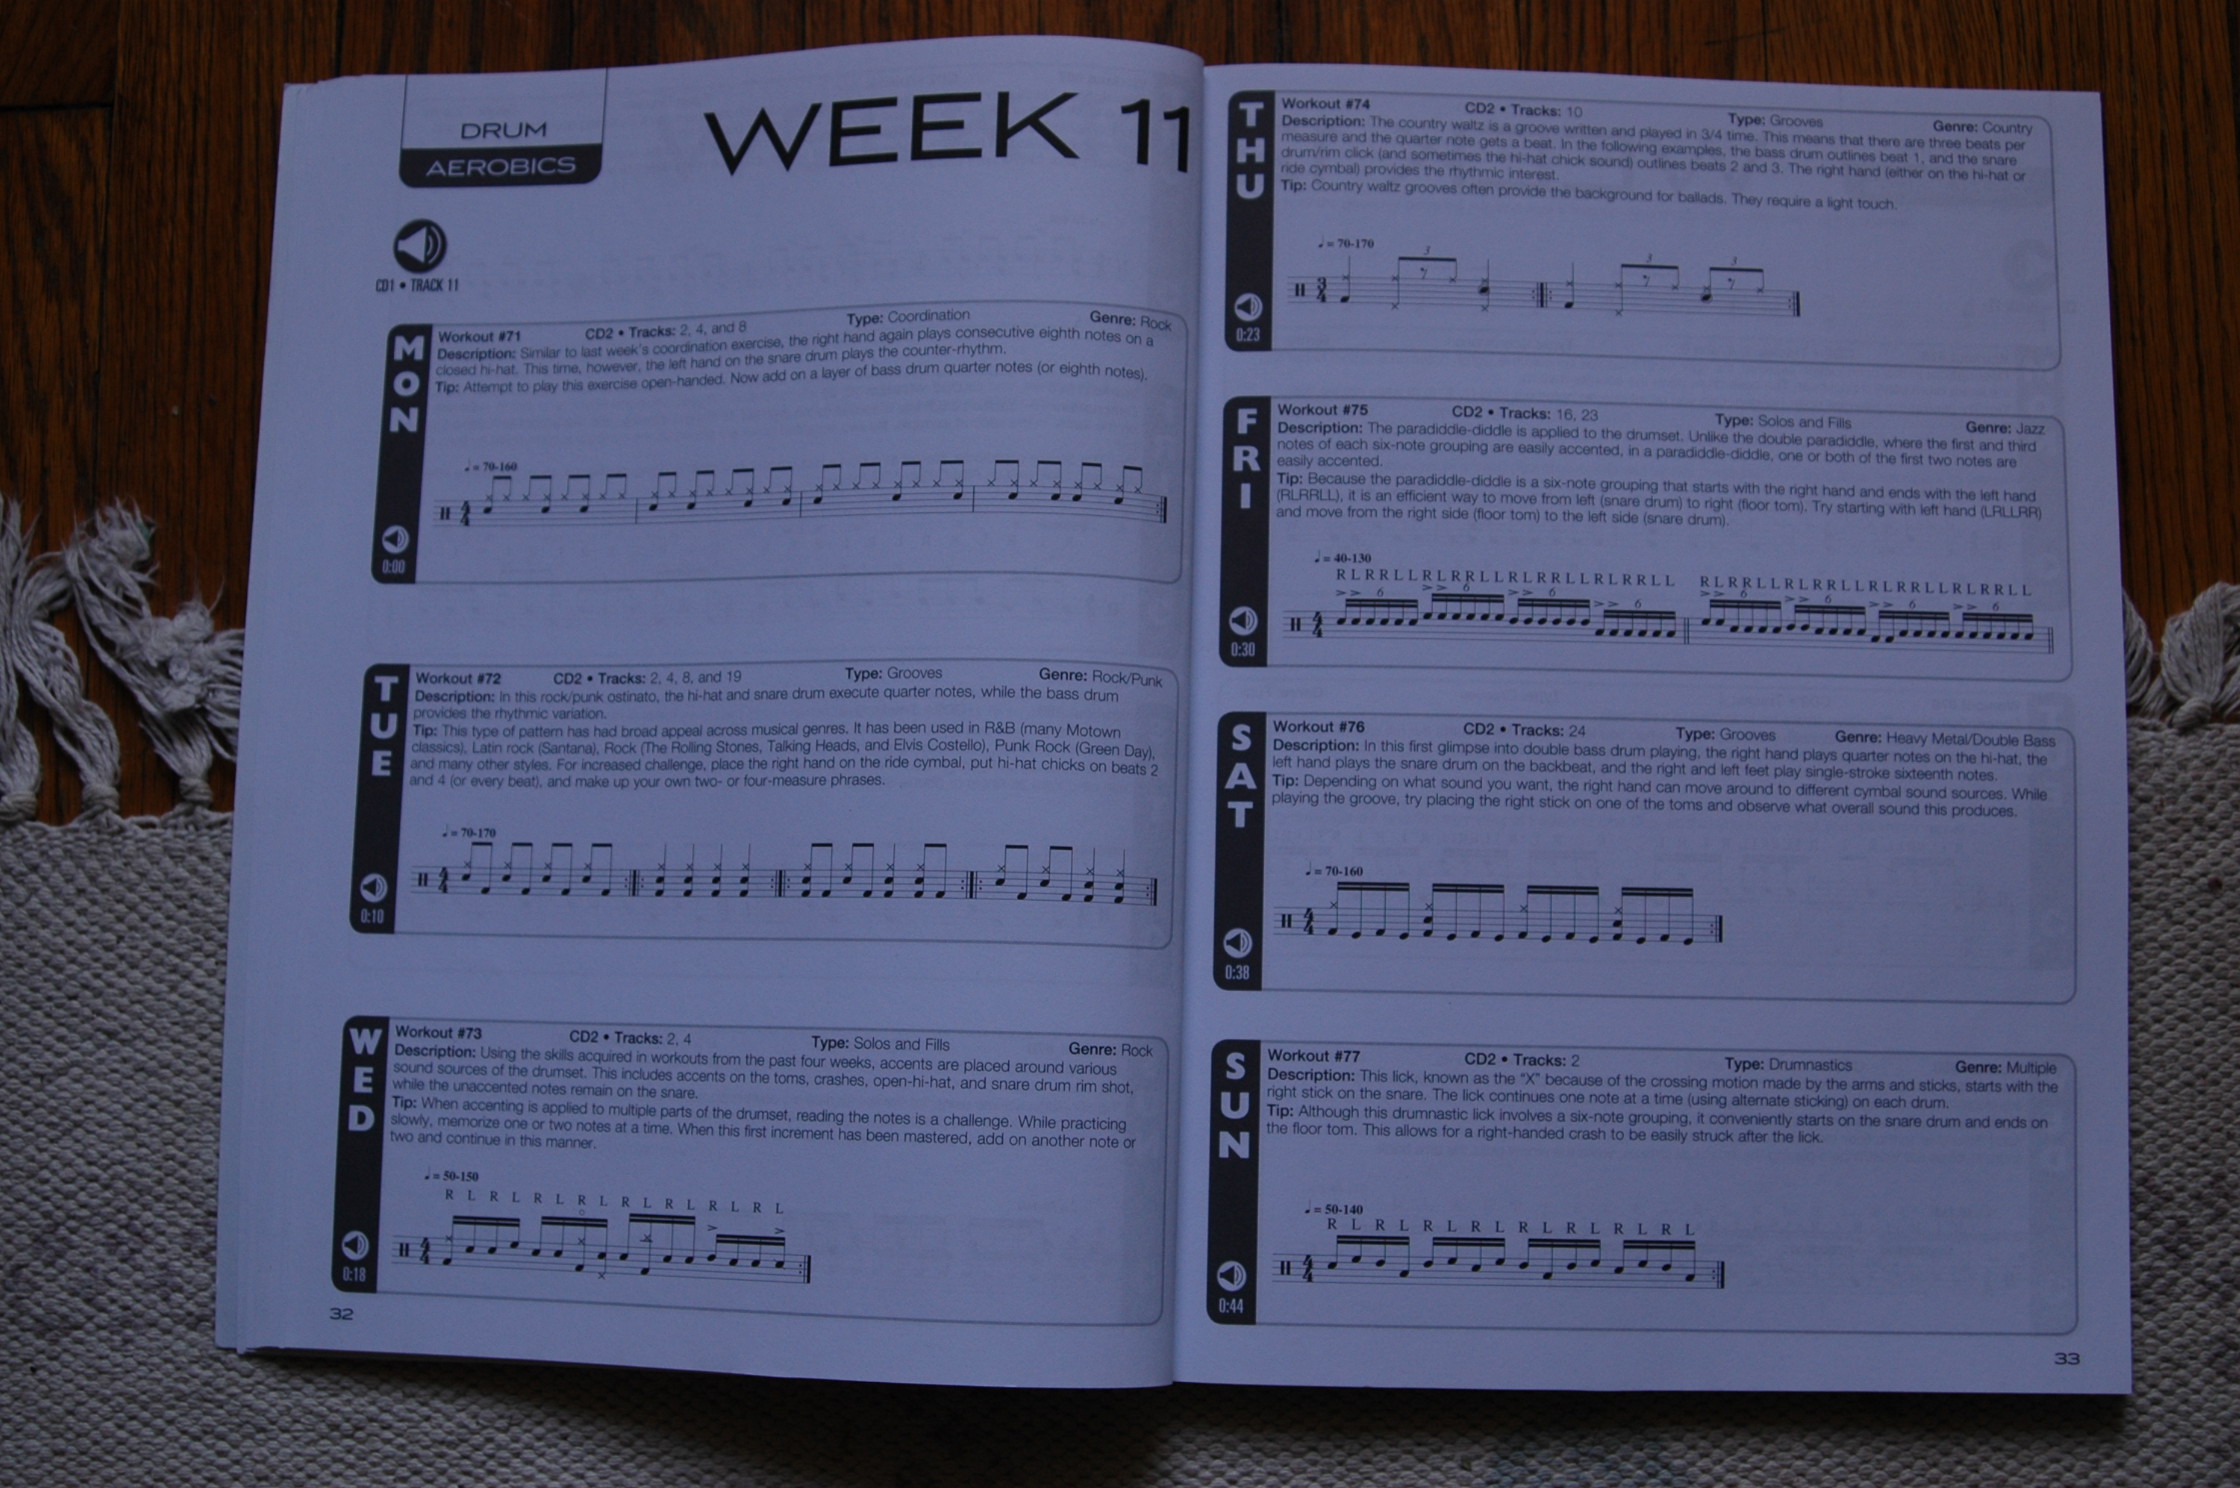 DRUM
AEROBICS
WEEK 11
CD1 • TRACK 11
MON
Workout #71 CD2 • Tracks: 2, 4, and 8 Type: Coordination Genre: Rock
Description: Similar to last week's coordination exercise, the right hand again plays consecutive eighth notes on a
closed hi-hat. This time, however, the left hand on the snare drum plays the counter-rhythm.
Tip: Attempt to play this exercise open-handed. Now add on a layer of bass drum quarter notes (or eighth notes).
♩ = 70-160
4
4
0:00
TUE
Workout #72 CD2 • Tracks: 2, 4, 8, and 19 Type: Grooves Genre: Rock/Punk
Description: In this rock/punk ostinato, the hi-hat and snare drum execute quarter notes, while the bass drum
provides the rhythmic variation.
Tip: This type of pattern has had broad appeal across musical genres. It has been used in R&B (many Motown
classics), Latin rock (Santana), Rock (The Rolling Stones, Talking Heads, and Elvis Costello), Punk Rock (Green Day),
and many other styles. For increased challenge, place the right hand on the ride cymbal, put hi-hat chicks on beats 2
and 4 (or every beat), and make up your own two- or four-measure phrases.
♩ = 70-170
4
4
0:10
WED
Workout #73 CD2 • Tracks: 2, 4 Type: Solos and Fills Genre: Rock
Description: Using the skills acquired in workouts from the past four weeks, accents are placed around various
sound sources of the drumset. This includes accents on the toms, crashes, open-hi-hat, and snare drum rim shot,
while the unaccented notes remain on the snare.
Tip: When accenting is applied to multiple parts of the drumset, reading the notes is a challenge. While practicing
slowly, memorize one or two notes at a time. When this first increment has been mastered, add on another note or
two and continue in this manner.
♩ = 50-150
R L R L R L R L R L R L R L R L
4
4
0:18
32
THU
Workout #74 CD2 • Tracks: 10 Type: Grooves Genre: Country
Description: The country waltz is a groove written and played in 3/4 time. This means that there are three beats per
measure and the quarter note gets a beat. In the following examples, the bass drum outlines beat 1, and the snare
drum/rim click (and sometimes the hi-hat chick sound) outlines beats 2 and 3. The right hand (either on the hi-hat or
ride cymbal) provides the rhythmic interest.
Tip: Country waltz grooves often provide the background for ballads. They require a light touch.
♩ = 70-170
3 3 3
3
4
0:23
FRI
Workout #75 CD2 • Tracks: 16, 23 Type: Solos and Fills Genre: Jazz
Description: The paradiddle-diddle is applied to the drumset. Unlike the double paradiddle, where the first and third
notes of each six-note grouping are easily accented, in a paradiddle-diddle, one or both of the first two notes are
easily accented.
Tip: Because the paradiddle-diddle is a six-note grouping that starts with the right hand and ends with the left hand
(RLRRLL), it is an efficient way to move from left (snare drum) to right (floor tom). Try starting with left hand (LRLLRR)
and move from the right side (floor tom) to the left side (snare drum).
♩ = 40-130
R L R R L L R L R R L L R L R R L L R L R R L L R L R R L L R L R R L L R L R R L L R L R R L L
6 6 6 6 6 6 6 6
4
4
0:30
SAT
Workout #76 CD2 • Tracks: 24 Type: Grooves Genre: Heavy Metal/Double Bass
Description: In this first glimpse into double bass drum playing, the right hand plays quarter notes on the hi-hat, the
left hand plays the snare drum on the backbeat, and the right and left feet play single-stroke sixteenth notes.
Tip: Depending on what sound you want, the right hand can move around to different cymbal sound sources. While
playing the groove, try placing the right stick on one of the toms and observe what overall sound this produces.
♩ = 70-160
4
4
0:38
SUN
Workout #77 CD2 • Tracks: 2 Type: Drumnastics Genre: Multiple
Description: This lick, known as the "X" because of the crossing motion made by the arms and sticks, starts with the
right stick on the snare. The lick continues one note at a time (using alternate sticking) on each drum.
Tip: Although this drumnastic lick involves a six-note grouping, it conveniently starts on the snare drum and ends on
the floor tom. This allows for a right-handed crash to be easily struck after the lick.
♩ = 50-140
R L R L R L R L R L R L R L R L
4
4
0:44
33